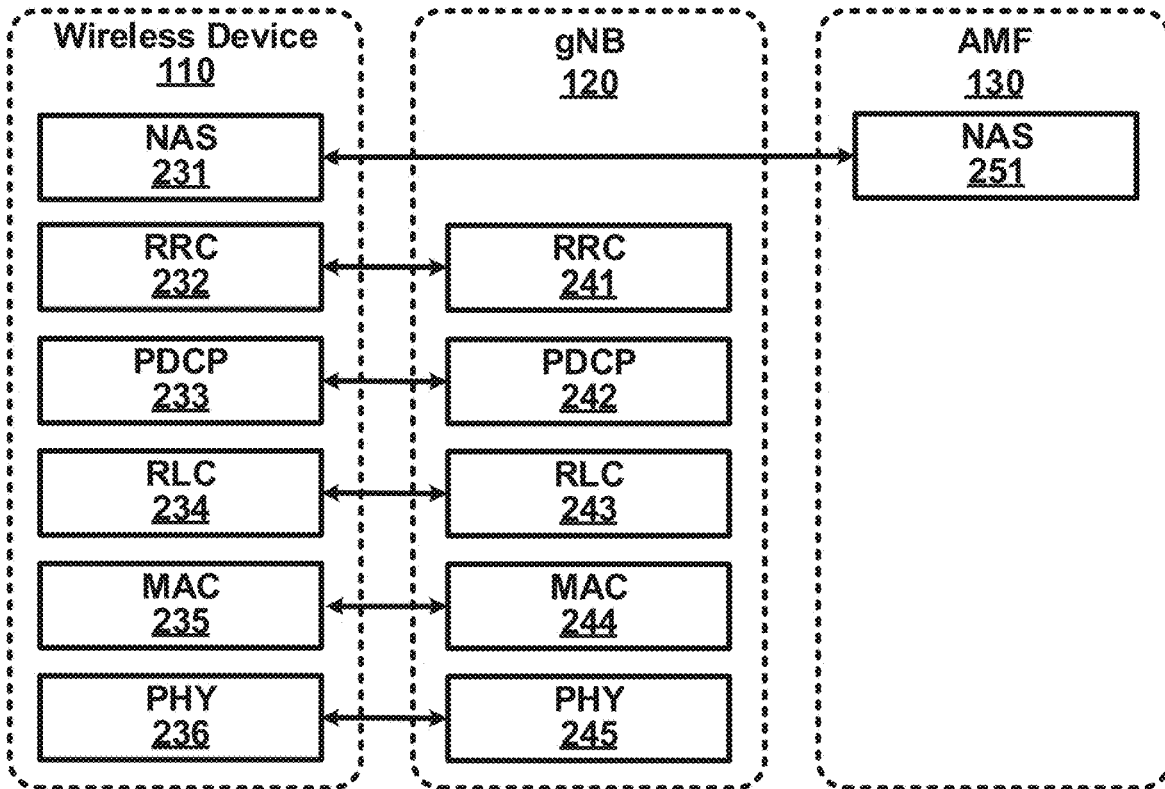 Wireless Device
110
gNB
120
AMF
130
NAS
231
NAS
251
RRC
232
RRC
241
PDCP
233
PDCP
242
RLC
234
RLC
243
MAC
235
MAC
244
PHY
236
PHY
245